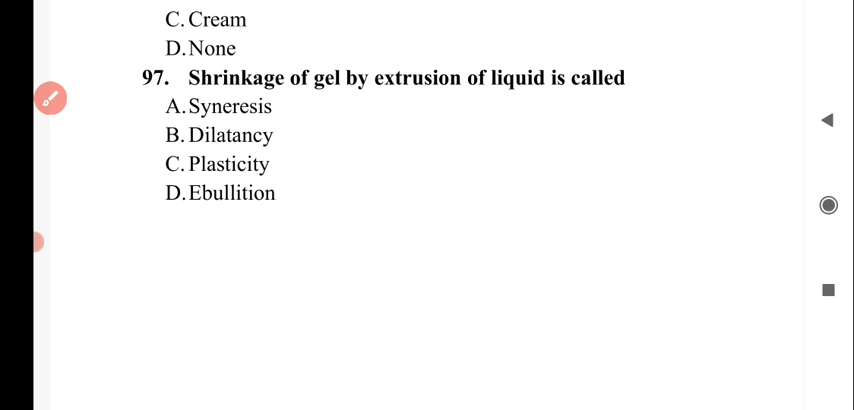 C. Cream
D. None
97. Shrinkage of gel by extrusion of liquid is called
A. Syneresis
B. Dilatancy
C. Plasticity
D. Ebullition